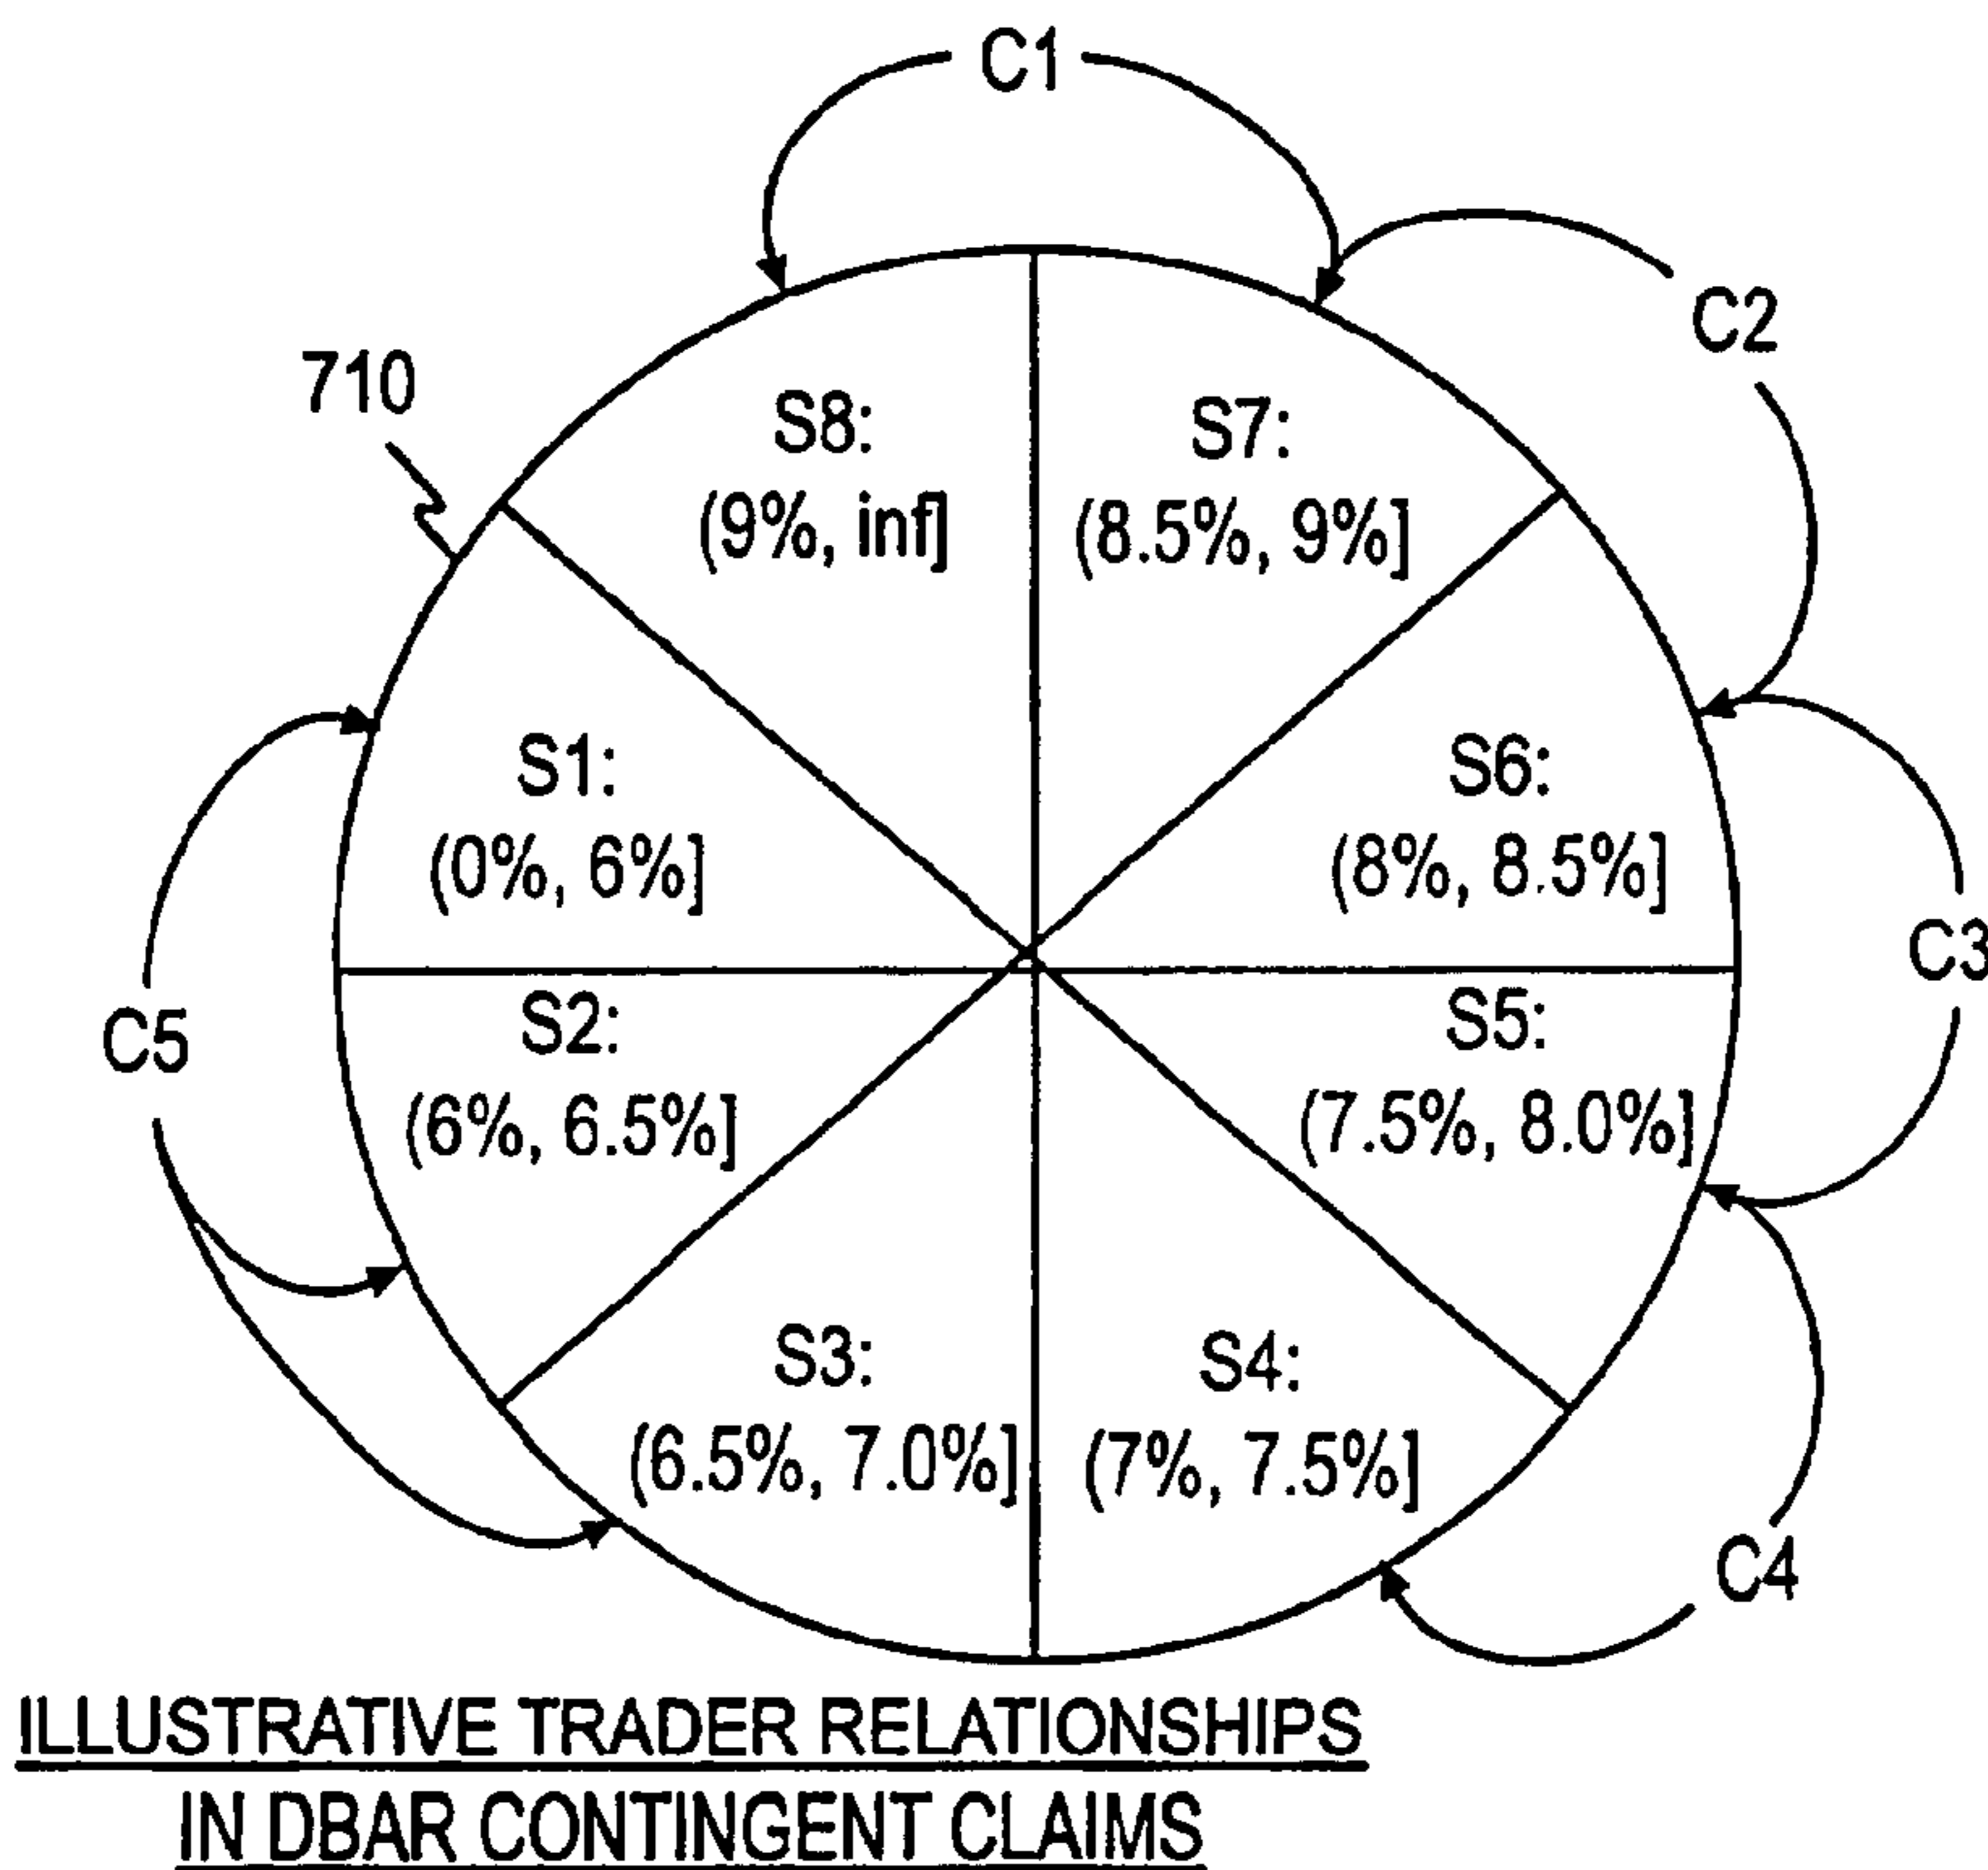 C1
C2
710
S8:
(9%, inf]
S7:
(8.5%, 9%]
S1:
(0%, 6%]
S6:
(8%, 8.5%]
C3
C5
S2:
(6%, 6.5%]
S5:
(7.5%, 8.0%]
S3:
(6.5%, 7.0%]
S4:
(7%, 7.5%]
C4
ILLUSTRATIVE TRADER RELATIONSHIPS
IN DBAR CONTINGENT CLAIMS